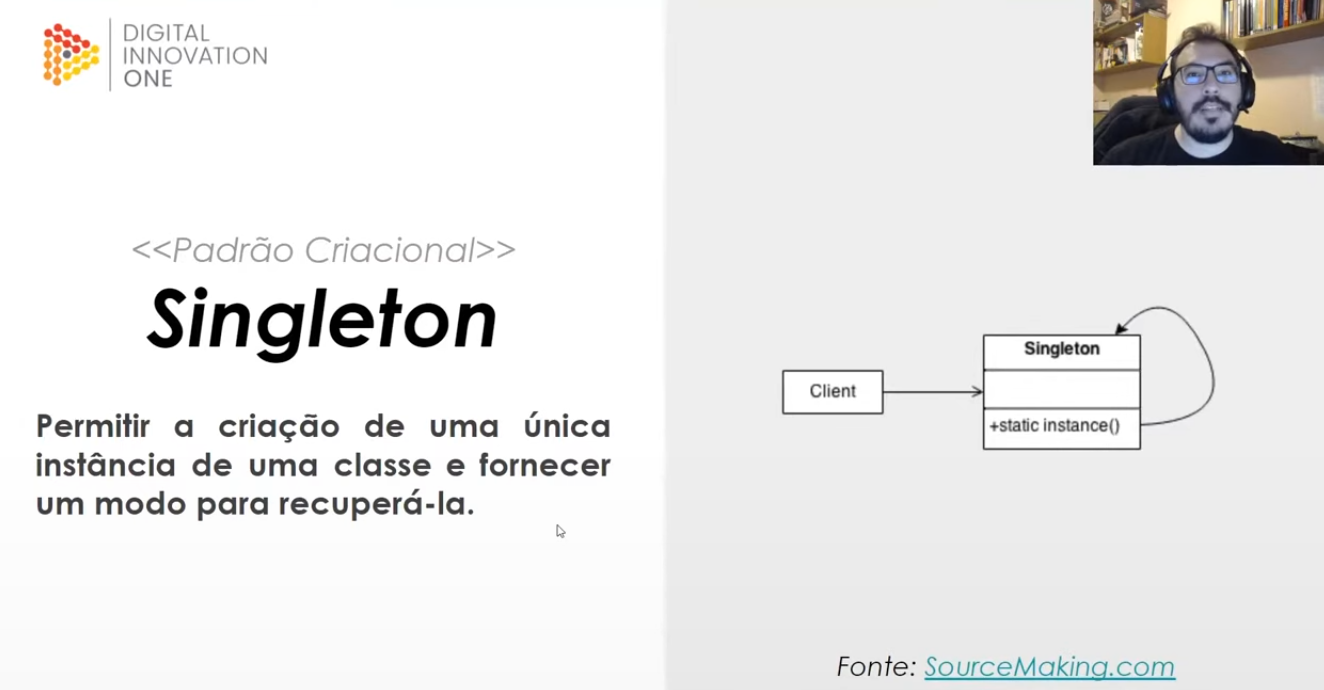 DIGITAL
INNOVATION
ONE
<<Padrão Criacional>>
Singleton
Permitir a criação de uma única
instância de uma classe e fornecer
um modo para recuperá-la.
Client
Singleton
+static instance()
Fonte: SourceMaking.com